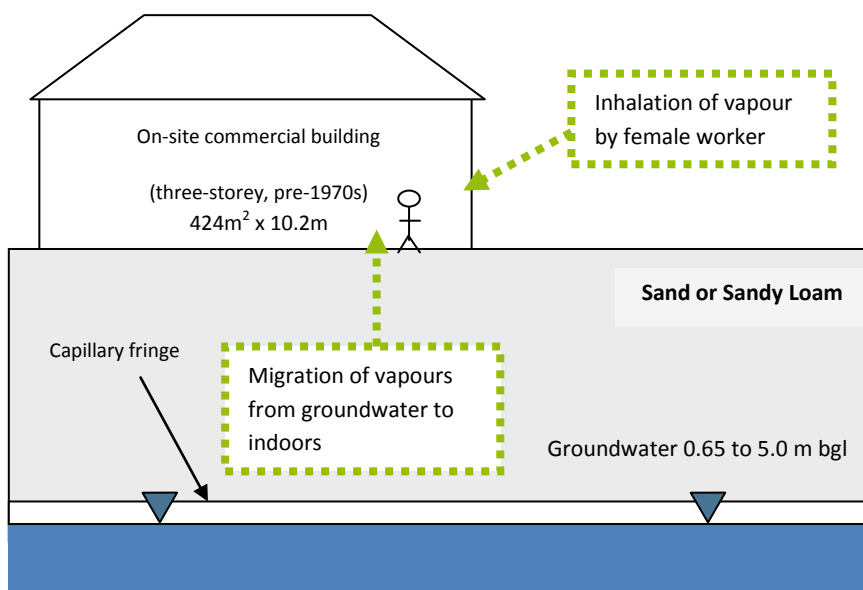 On-site commercial building
(three-storey, pre-1970s)
424m² x 10.2m
Inhalation of vapour
by female worker
Sand or Sandy Loam
Capillary fringe
Migration of vapours
from groundwater to
indoors
Groundwater 0.65 to 5.0 m bgl